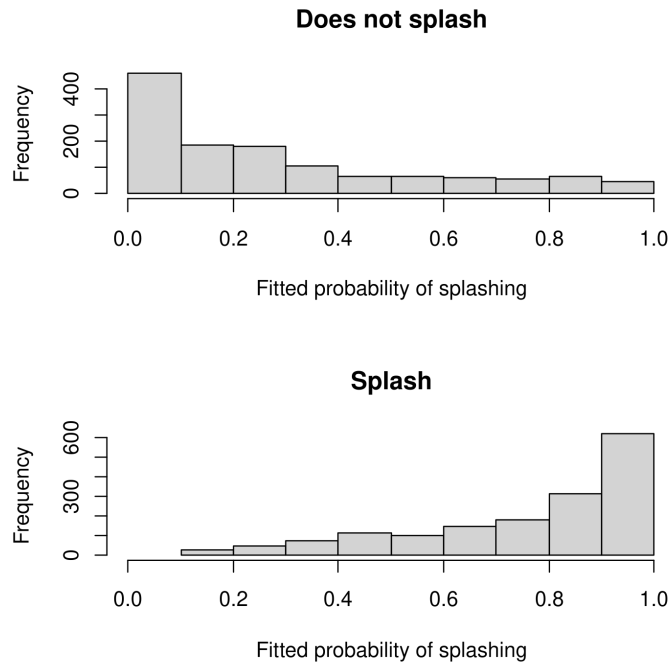 Does not splash
Frequency
400
200
0
0.0 0.2 0.4 0.6 0.8 1.0
Fitted probability of splashing
Splash
Frequency
600
300
0
0.0 0.2 0.4 0.6 0.8 1.0
Fitted probability of splashing